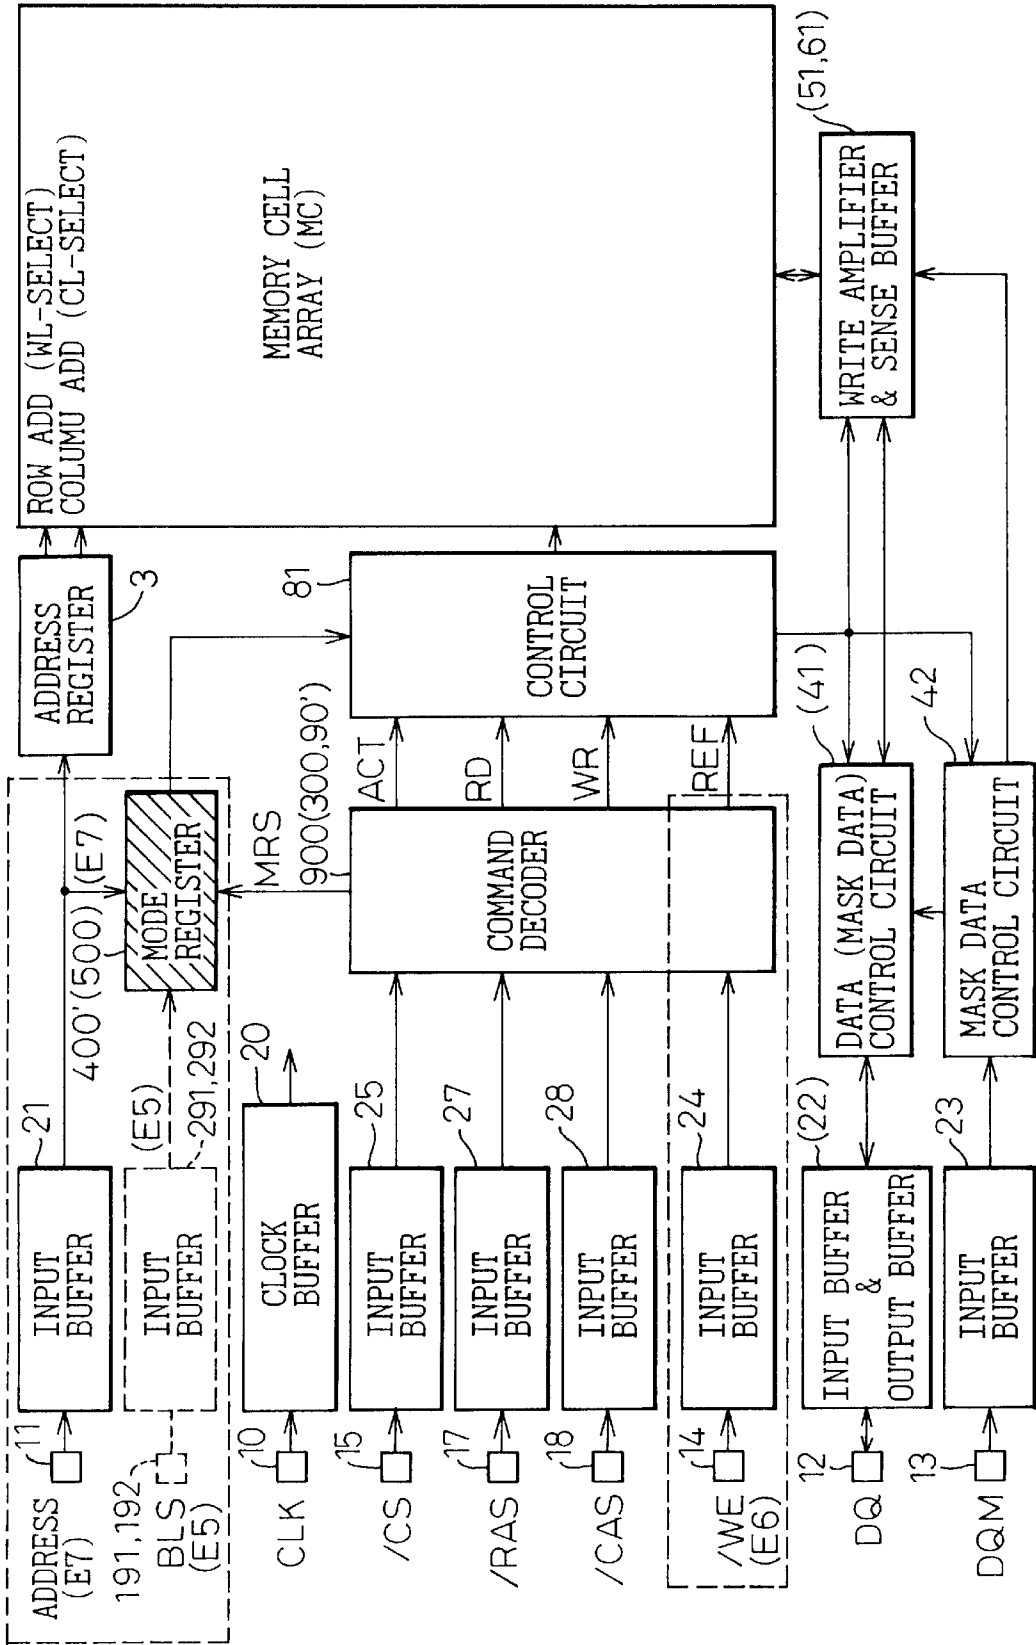 ADDRESS
(E7)
11
INPUT
BUFFER
21
400'(500)
(E7)
ADDRESS
REGISTER
3
ROW ADD (WL-SELECT)
COLUMU ADD (CL-SELECT)
MEMORY CELL
ARRAY (MC)
191,192
BLS
(E5)
INPUT
BUFFER
(E5)
291,292
MODE
REGISTER
MRS
CLK
10
CLOCK
BUFFER
20
900(300,90')
COMMAND
DECODER
81
CONTROL
CIRCUIT
/CS
15
INPUT
BUFFER
25
ACT
/RAS
17
INPUT
BUFFER
27
RD
/CAS
18
INPUT
BUFFER
28
WR
/WE
(E6)
14
INPUT
BUFFER
24
REF
DQ
12
INPUT BUFFER
&
OUTPUT BUFFER
(22)
DATA (MASK DATA)
CONTROL CIRCUIT
(41)
WRITE AMPLIFIER
& SENSE BUFFER
(51,61)
DQM
13
INPUT
BUFFER
23
MASK DATA
CONTROL CIRCUIT
42